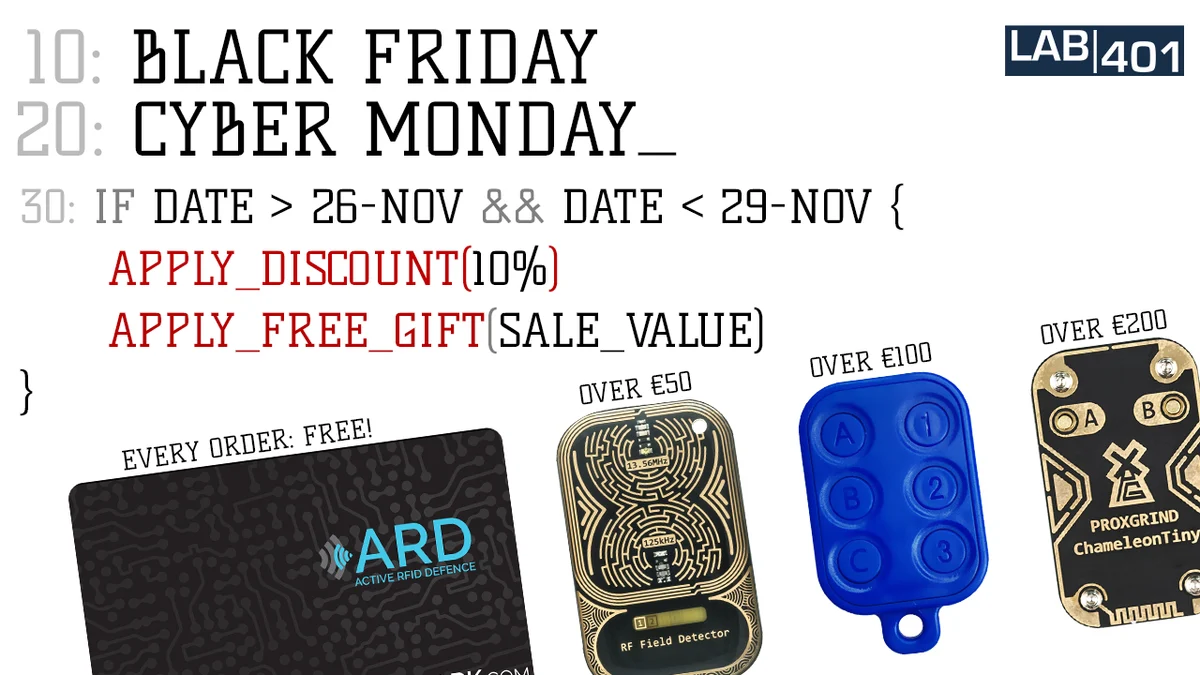 10: BLACK FRIDAY
20: CYBER MONDAY_
LAB|401
30: IF DATE > 26-NOV && DATE < 29-NOV {
APPLY_DISCOUNT(10%)
APPLY_FREE_GIFT(SALE_VALUE)
}
EVERY ORDER: FREE!
ARD
ACTIVE RFID DEFENCE
OVER €50
13.56MHz
125kHz
1 2
RF Field Detector
OVER €100
A 1
B 2
C 3
OVER €200
A B
PROXGRIND
ChameleonTiny